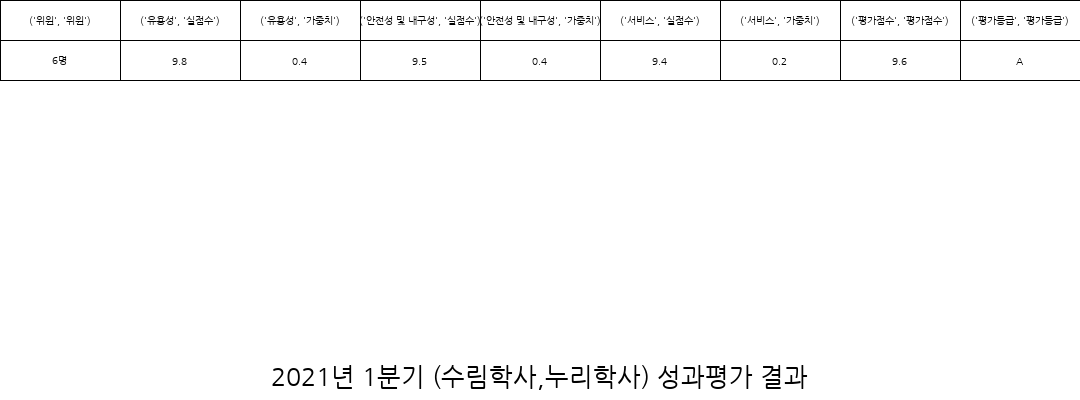 ('위원', '위원') ('유용성', '실점수') ('유용성', '가중치') ('안전성 및 내구성', '실점수') ('안전성 및 내구성', '가중치') ('서비스', '실점수') ('서비스', '가중치') ('평가점수', '평가점수') ('평가등급', '평가등급')
6명 9.8 0.4 9.5 0.4 9.4 0.2 9.6 A
2021년 1분기 (수림학사,누리학사) 성과평가 결과